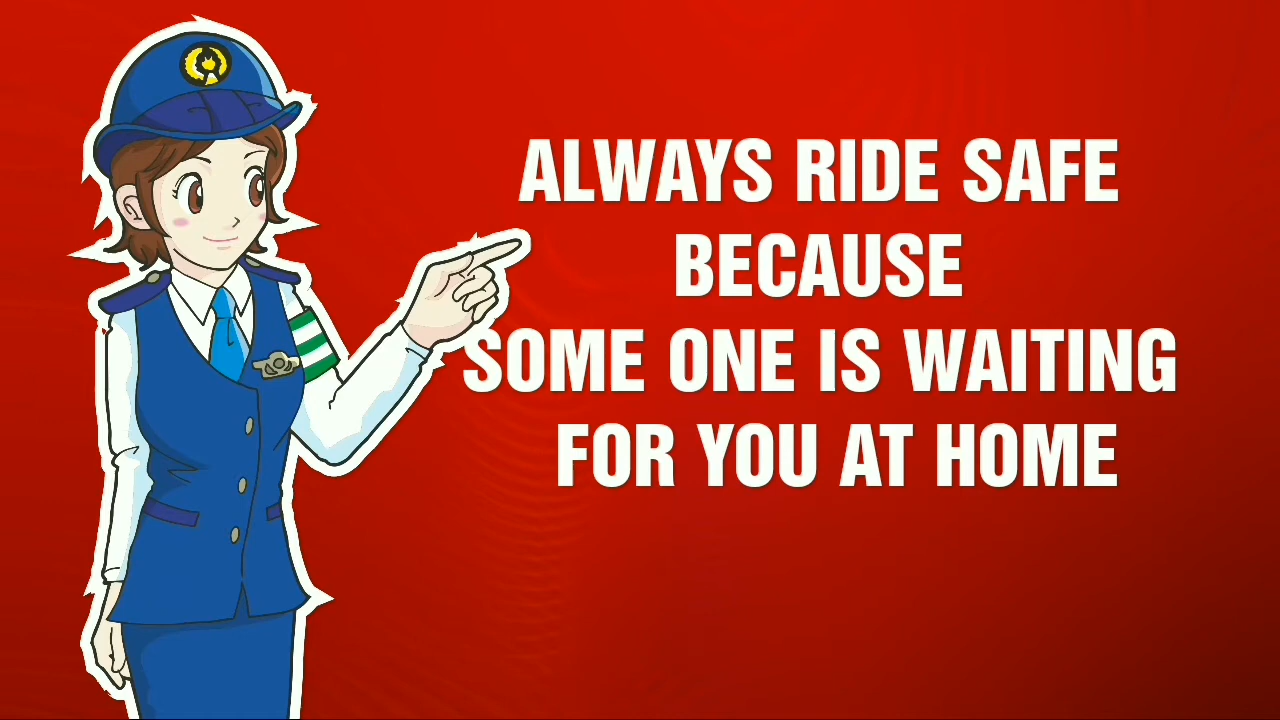 ALWAYS RIDE SAFE
BECAUSE
SOME ONE IS WAITING
FOR YOU AT HOME